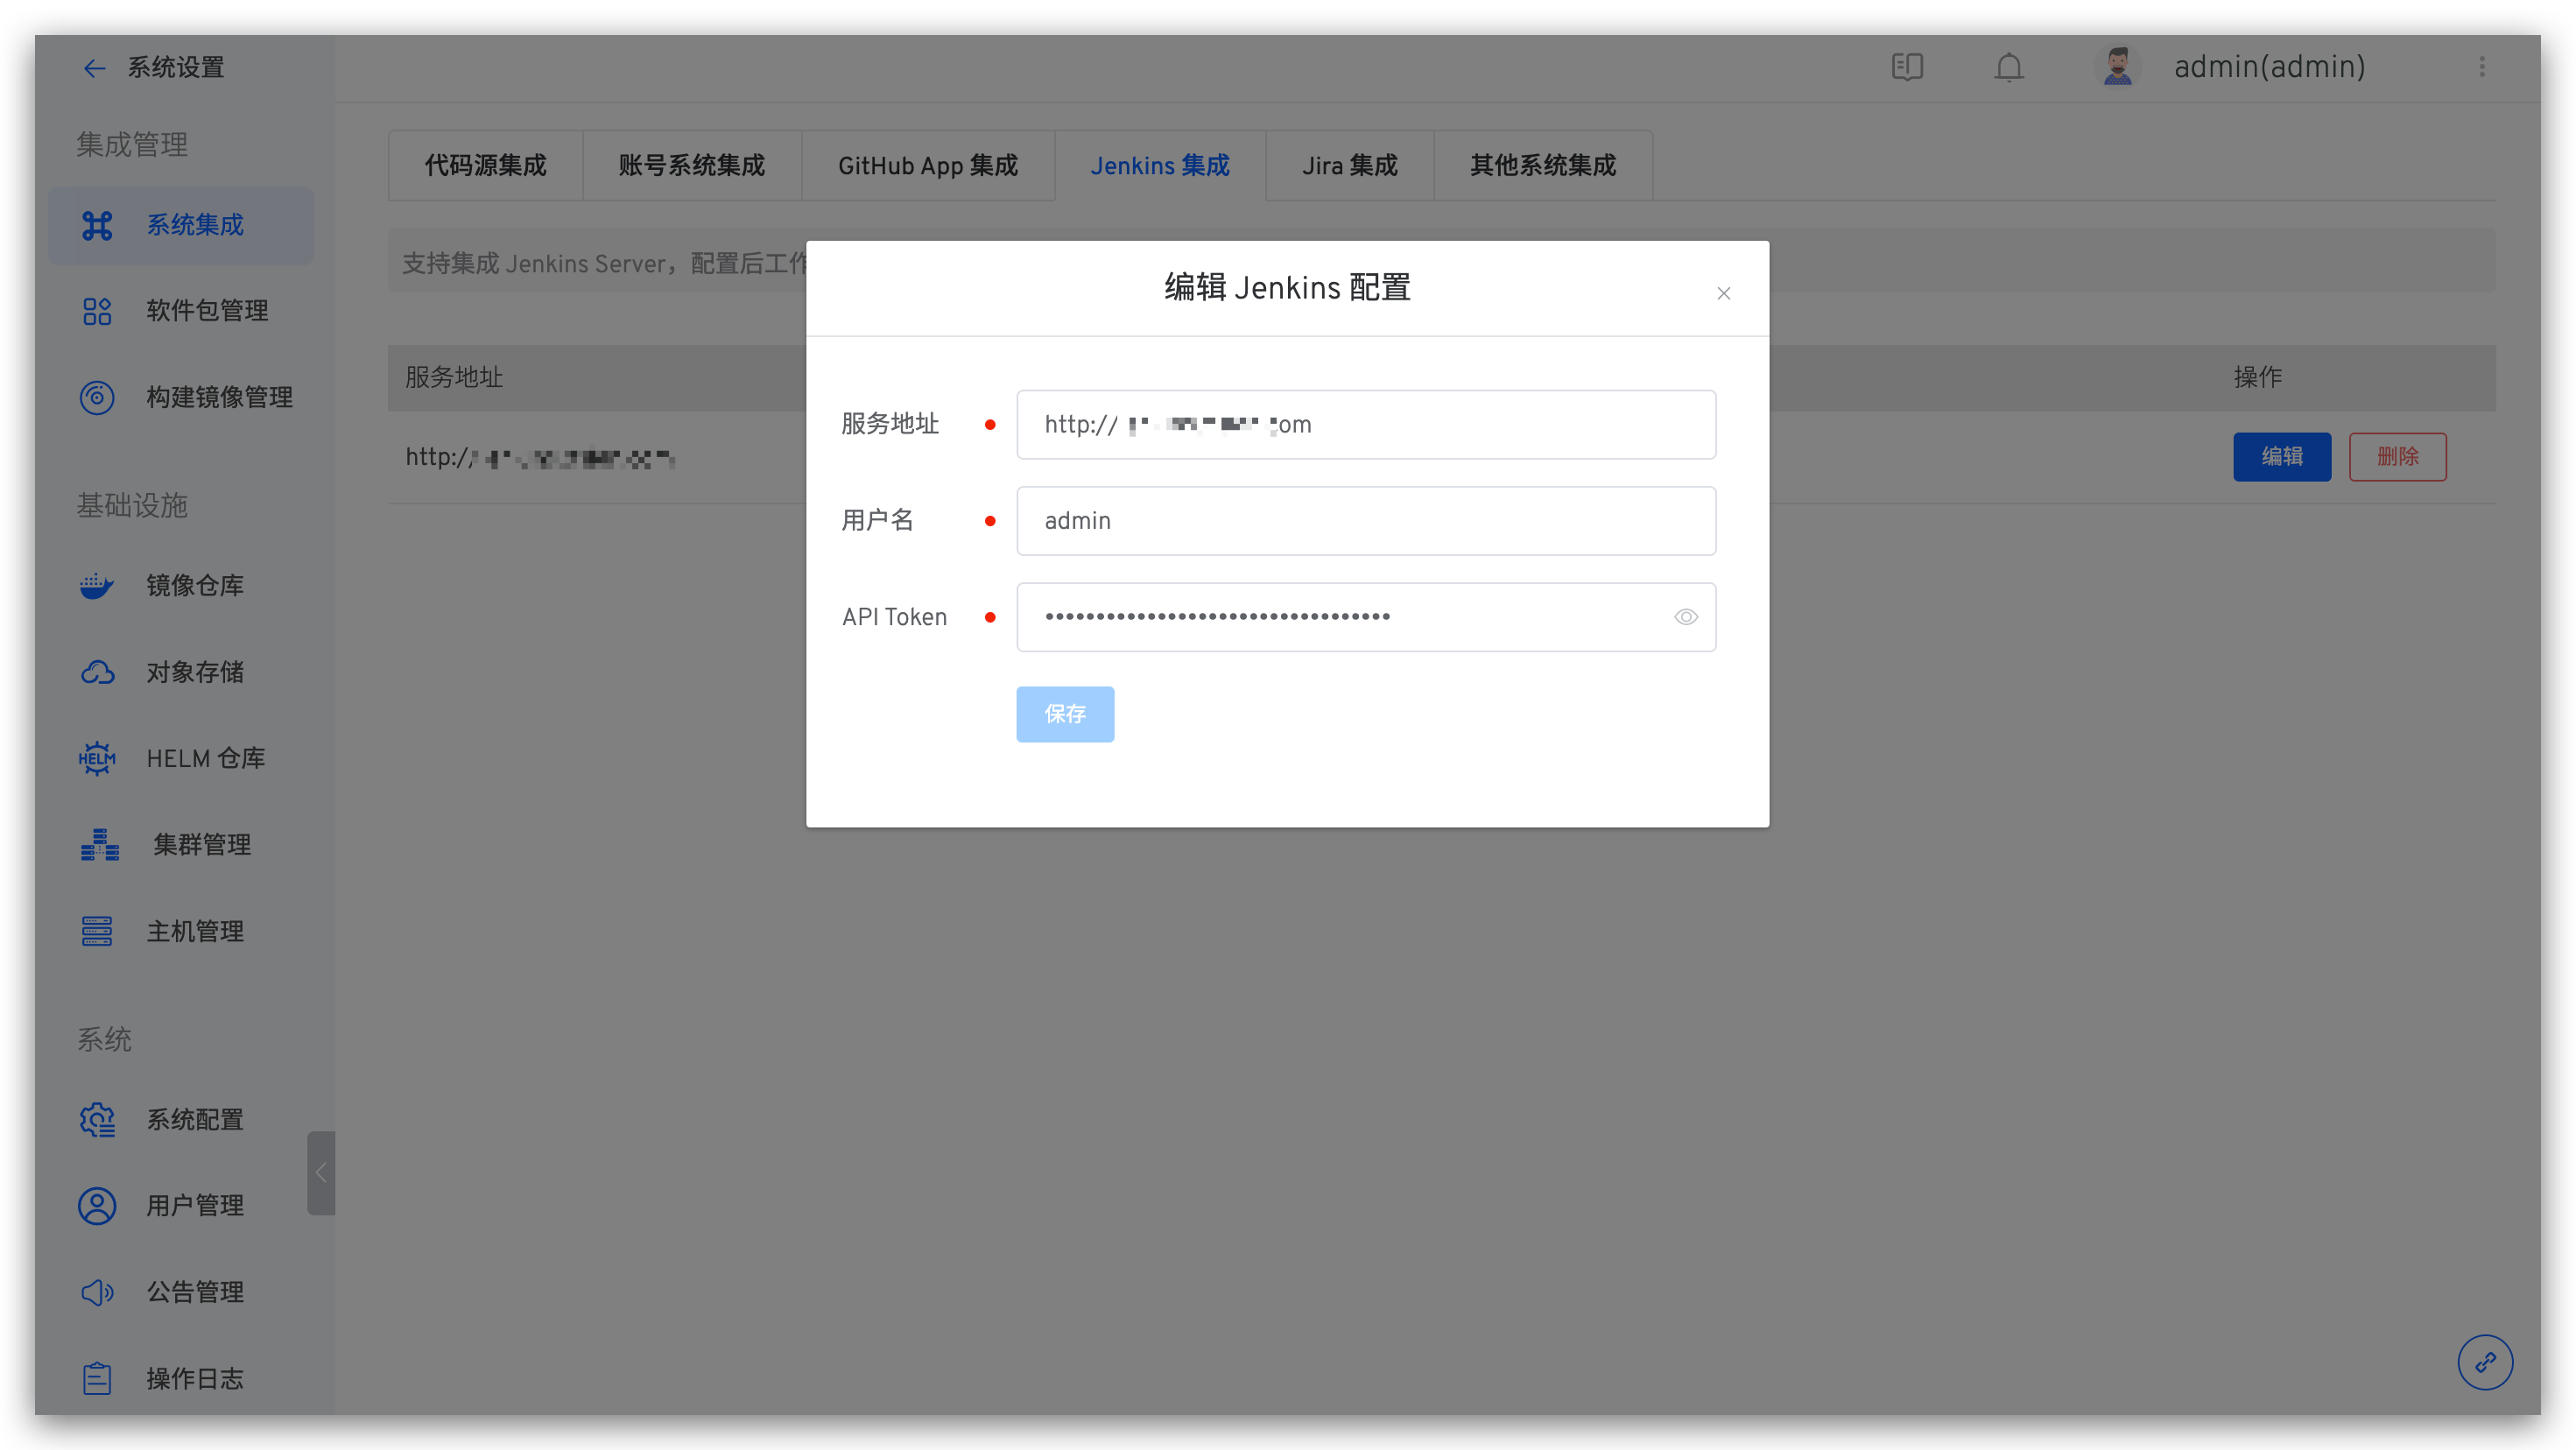 系统设置
admin(admin)
集成管理
系统集成
软件包管理
构建镜像管理
基础设施
镜像仓库
对象存储
HELM
HELM 仓库
集群管理
主机管理
系统
系统配置
用户管理
公告管理
操作日志
代码源集成
账号系统集成
GitHub App 集成
Jenkins 集成
Jira 集成
其他系统集成
支持集成 Jenkins Server，配置后工作
服务地址
操作
http://
编辑
删除
编辑 Jenkins 配置
服务地址
http:// om
用户名
admin
API Token
保存